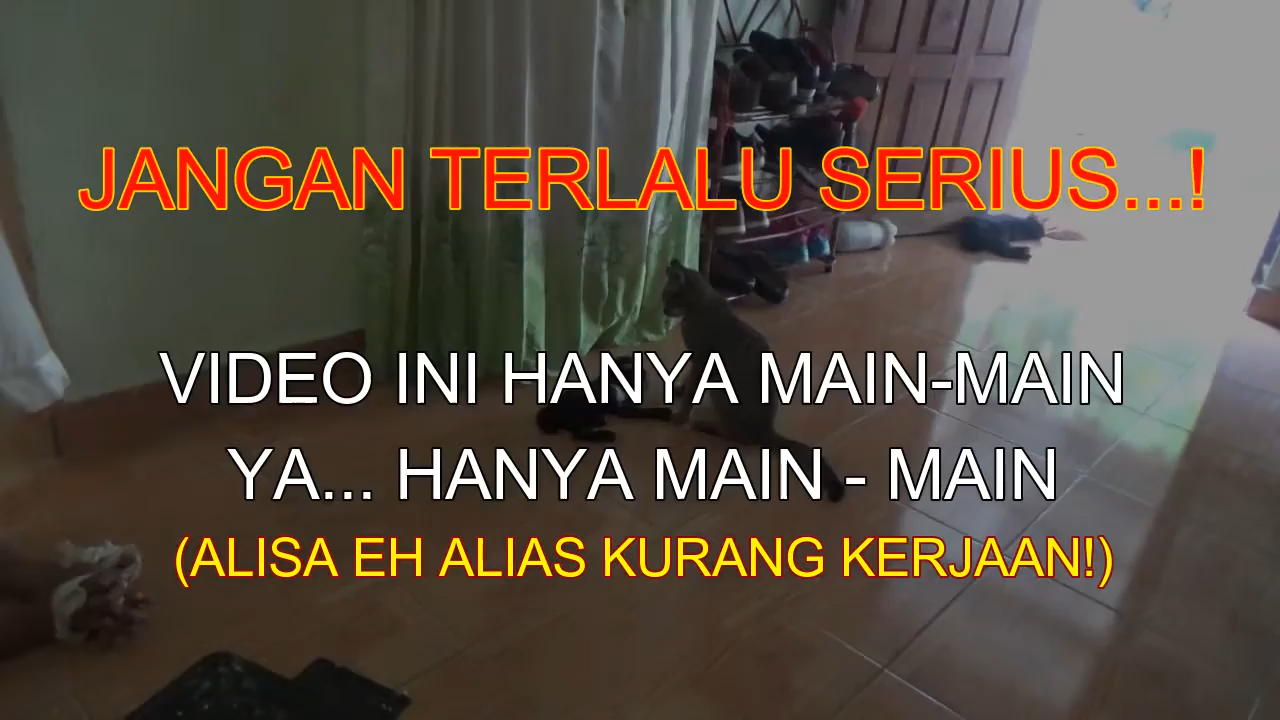 JANGAN TERLALU SERIUS...!
VIDEO INI HANYA MAIN-MAIN
YA... HANYA MAIN - MAIN
(ALISA EH ALIAS KURANG KERJAAN!)